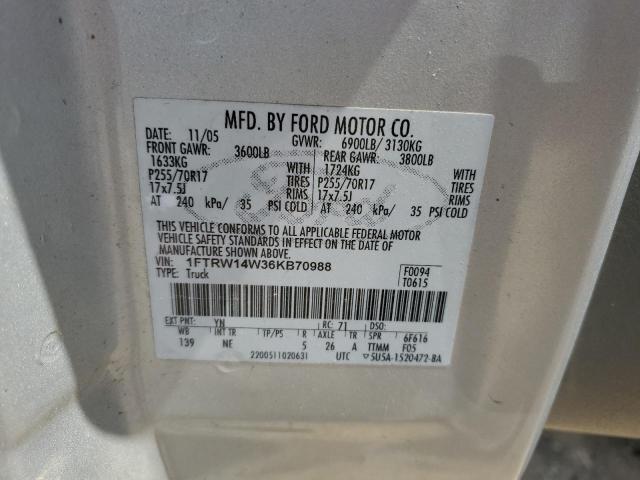 MFD. BY FORD MOTOR CO.
DATE: 11/05 GVWR: 6900LB/ 3130KG
FRONT GAWR: 3600LB REAR GAWR: 3800LB
1633KG WITH 1724KG WITH
P255/70R17 TIRES P255/70R17 TIRES
17x7.5J RIMS 17x7.5J RIMS
AT 240 kPa/ 35 PSI COLD AT 240 kPa/ 35 PSI COLD
THIS VEHICLE CONFORMS TO ALL APPLICABLE FEDERAL MOTOR
VEHICLE SAFETY STANDARDS IN EFFECT ON THE DATE OF
MANUFACTURE SHOWN ABOVE.
VIN: 1FTRW14W36KB70988 F0094
TYPE: Truck T0615
EXT PNT: YN RC: 71 DSO:
WB INT TR TP/PS R AXLE TR SPR 6F616
139 NE 5 26 A TTMM F05
2200511020631 UTC ▽5U5A-1520472-BA